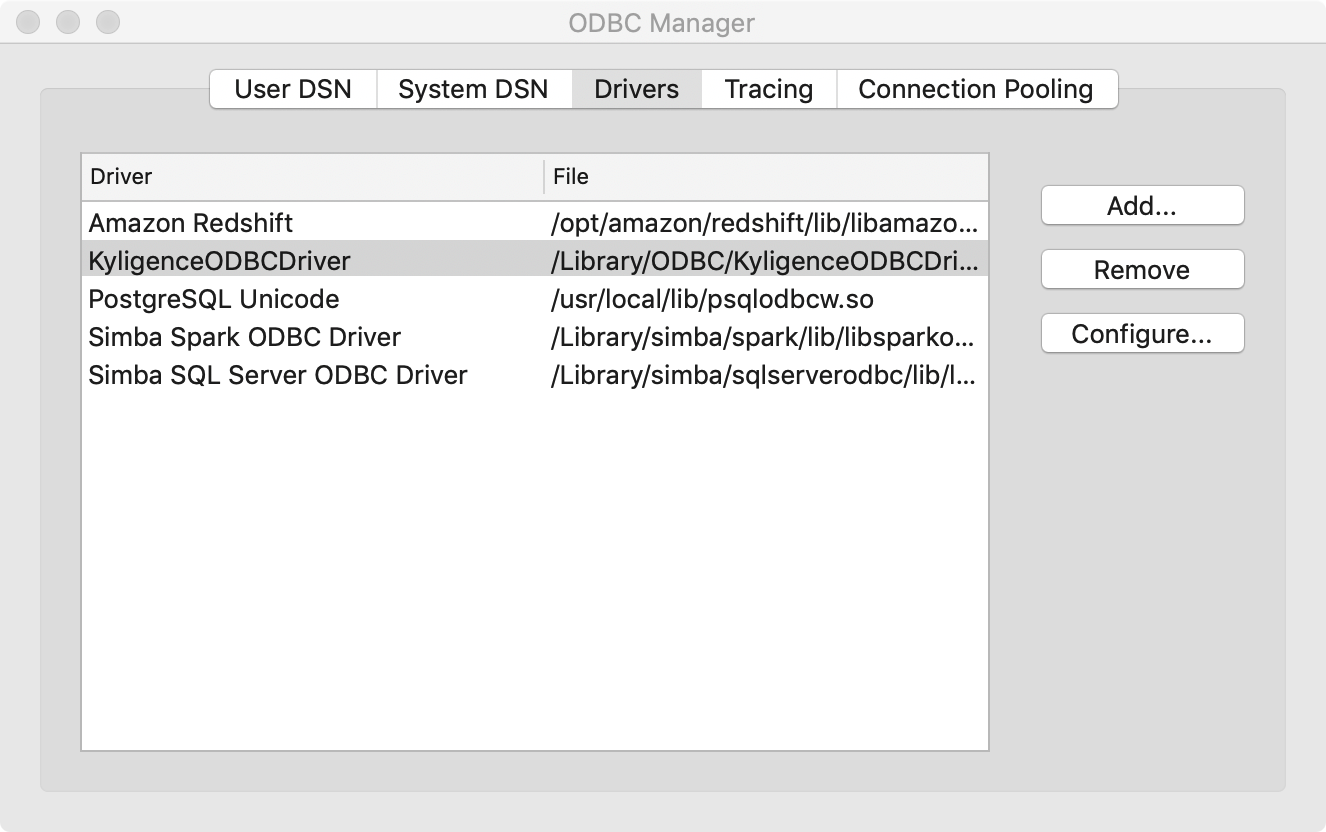 ODBC Manager
User DSN System DSN Drivers Tracing Connection Pooling
Driver File
Amazon Redshift /opt/amazon/redshift/lib/libamazo...
KyligenceODBCDriver /Library/ODBC/KyligenceODBCDri...
PostgreSQL Unicode /usr/local/lib/psqlodbcw.so
Simba Spark ODBC Driver /Library/simba/spark/lib/libsparko...
Simba SQL Server ODBC Driver /Library/simba/sqlserverodbc/lib/l...
Add...
Remove
Configure...